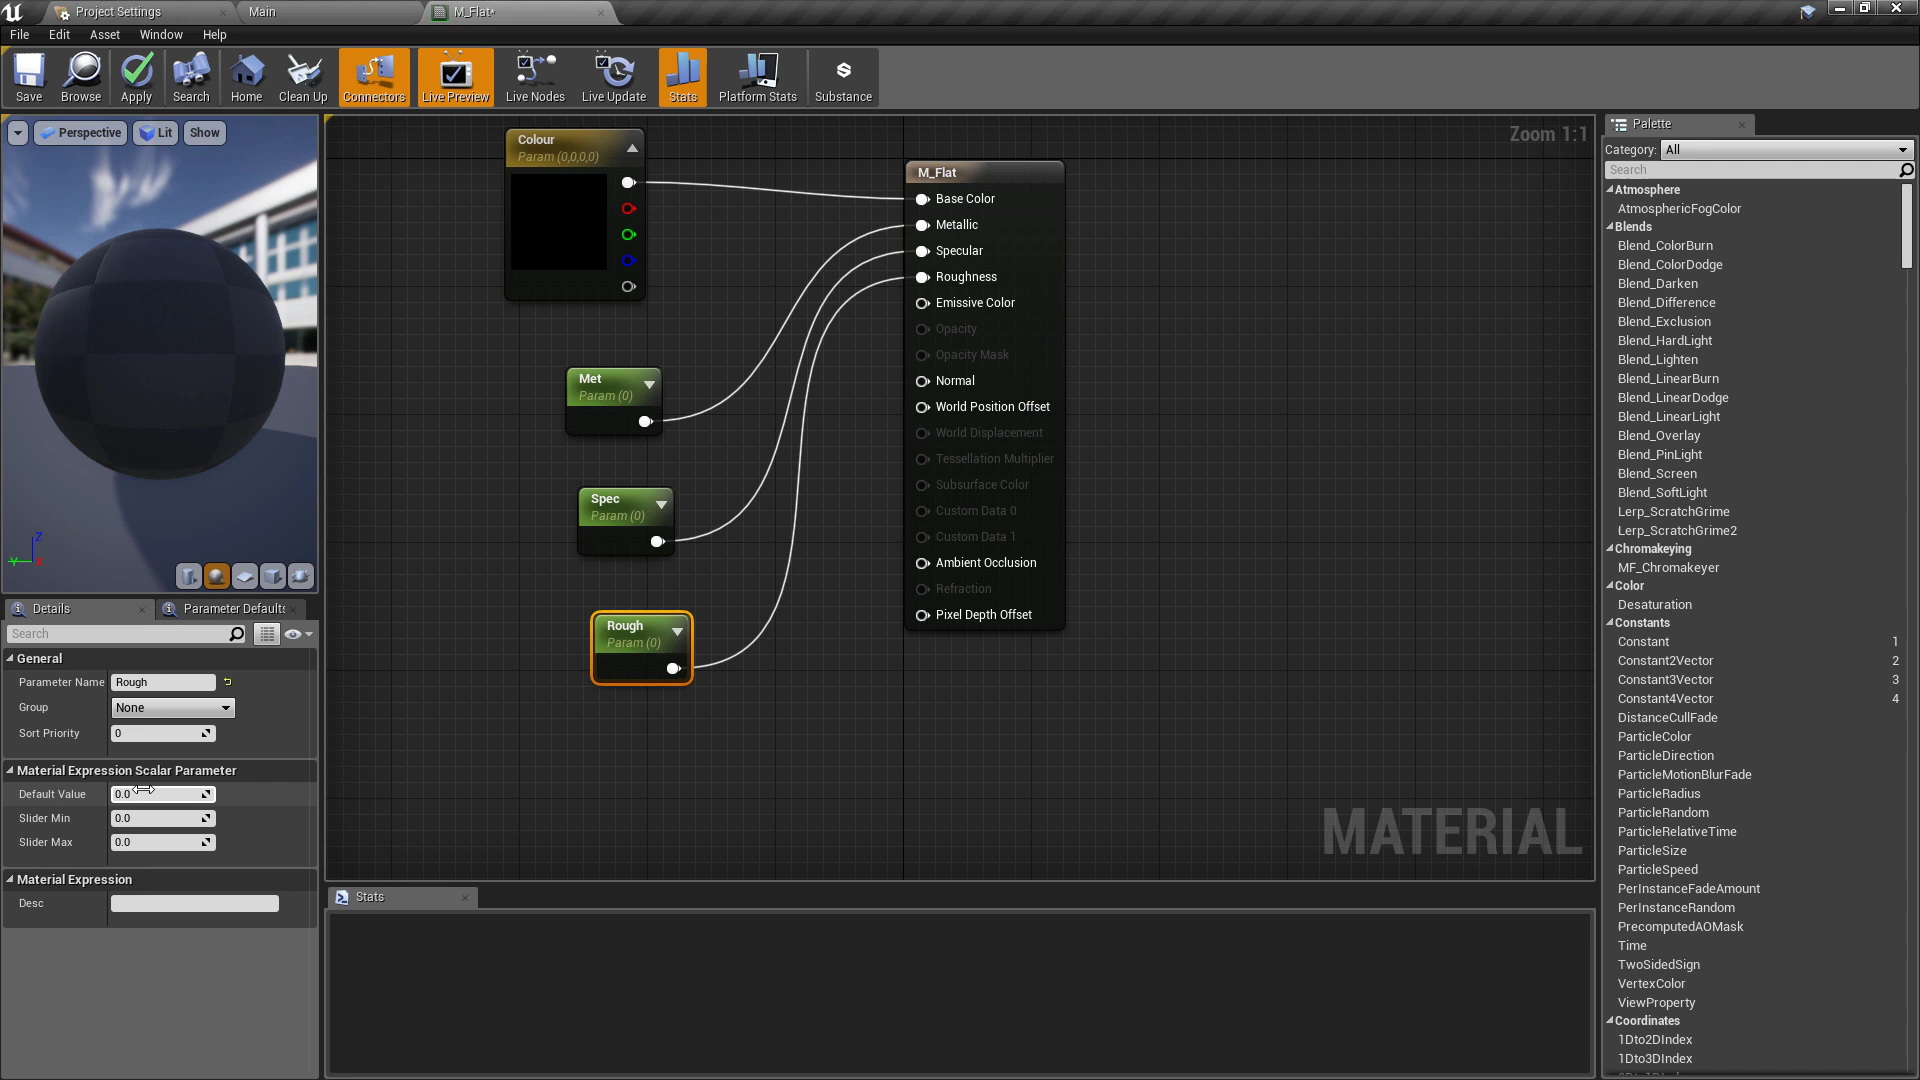 Project Settings
Main
M_Flat*
File Edit Asset Window Help
Save Browse Apply Search Home Clean Up Connectors Live Preview Live Nodes Live Update Stats Platform Stats Substance
Perspective Lit Show
Zoom 1:1
Colour
Param (0,0,0,0)
M_Flat
Base Color
Metallic
Specular
Roughness
Emissive Color
Opacity
Opacity Mask
Normal
World Position Offset
World Displacement
Tessellation Multiplier
Subsurface Color
Custom Data 0
Custom Data 1
Ambient Occlusion
Refraction
Pixel Depth Offset
Met
Param (0)
Spec
Param (0)
Rough
Param (0)
MATERIAL
Z
Y
X
Details
Parameter Defaults
Search
General
Parameter Name Rough
Group None
Sort Priority 0
Material Expression Scalar Parameter
Default Value 0.0
Slider Min 0.0
Slider Max 0.0
Material Expression
Desc
Stats
Palette
Category: All
Search
Atmosphere
AtmosphericFogColor
Blends
Blend_ColorBurn
Blend_ColorDodge
Blend_Darken
Blend_Difference
Blend_Exclusion
Blend_HardLight
Blend_Lighten
Blend_LinearBurn
Blend_LinearDodge
Blend_LinearLight
Blend_Overlay
Blend_PinLight
Blend_Screen
Blend_SoftLight
Lerp_ScratchGrime
Lerp_ScratchGrime2
Chromakeying
MF_Chromakeyer
Color
Desaturation
Constants
Constant 1
Constant2Vector 2
Constant3Vector 3
Constant4Vector 4
DistanceCullFade
ParticleColor
ParticleDirection
ParticleMotionBlurFade
ParticleRadius
ParticleRandom
ParticleRelativeTime
ParticleSize
ParticleSpeed
PerInstanceFadeAmount
PerInstanceRandom
PrecomputedAOMask
Time
TwoSidedSign
VertexColor
ViewProperty
Coordinates
1Dto2DIndex
1Dto3DIndex